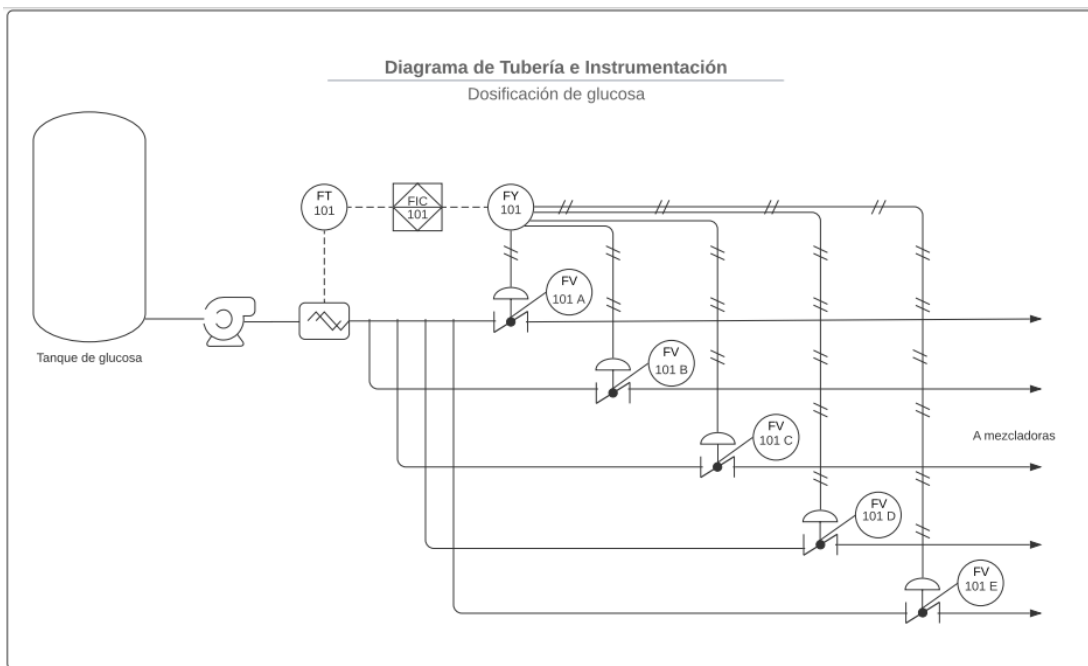 Diagrama de Tubería e Instrumentación
Dosificación de glucosa
FT
101
FIC
101
FY
101
FV
101 A
Tanque de glucosa
FV
101 B
FV
101 C
A mezcladoras
FV
101 D
FV
101 E